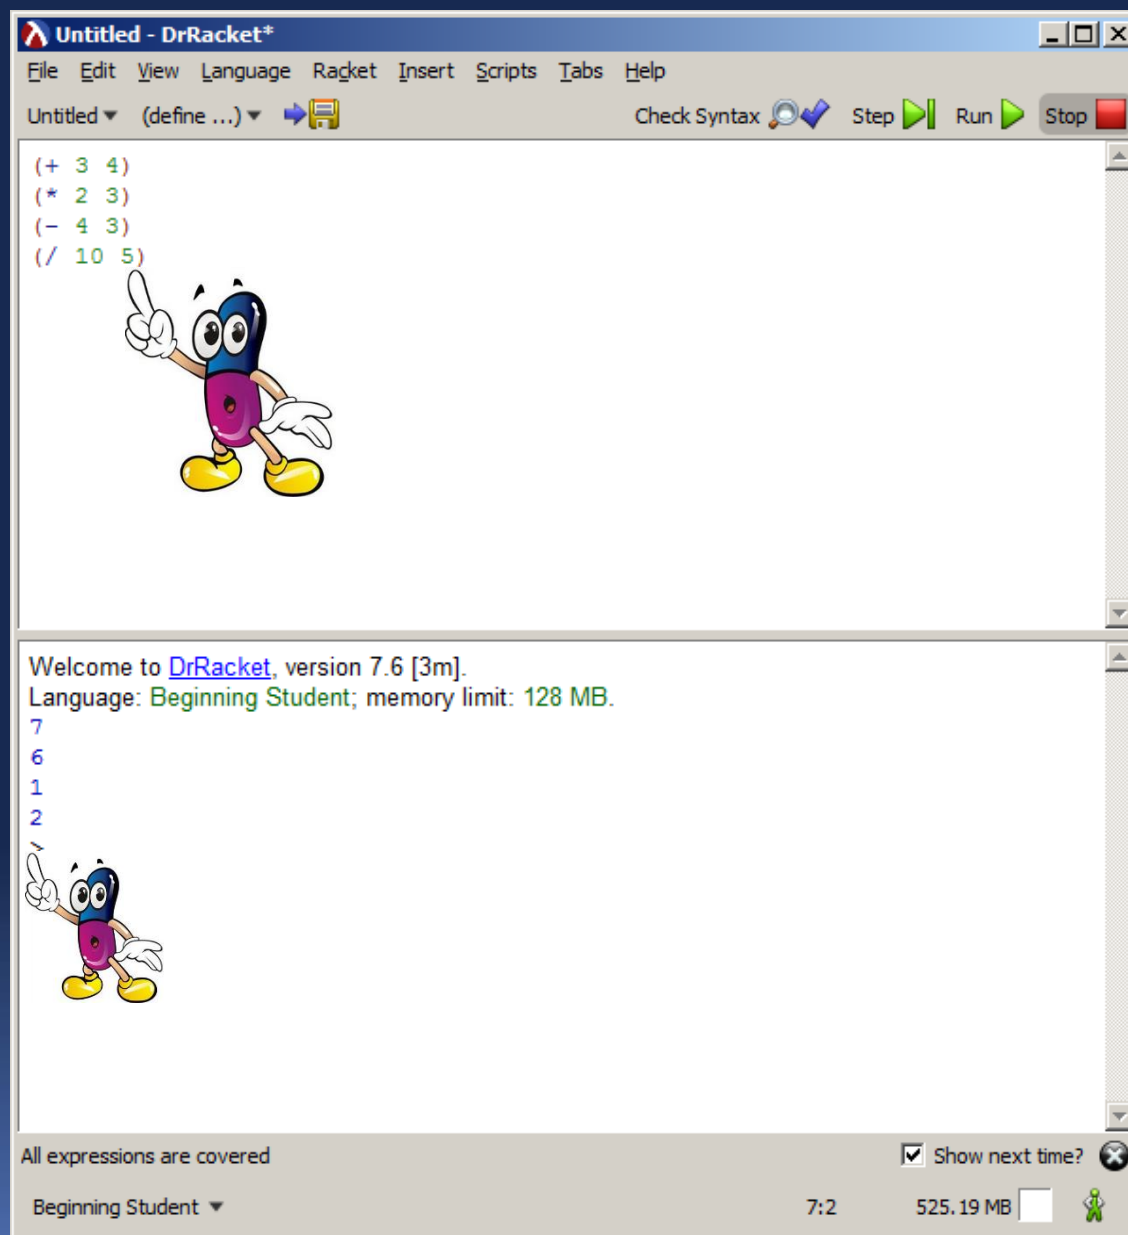 Untitled - DrRacket*
File Edit View Language Racket Insert Scripts Tabs Help
Untitled (define ...) Check Syntax Step Run Stop
(+ 3 4)
(* 2 3)
(- 4 3)
(/ 10 5)
Welcome to DrRacket, version 7.6 [3m].
Language: Beginning Student; memory limit: 128 MB.
7
6
1
2
>
All expressions are covered Show next time?
Beginning Student 7:2 525.19 MB